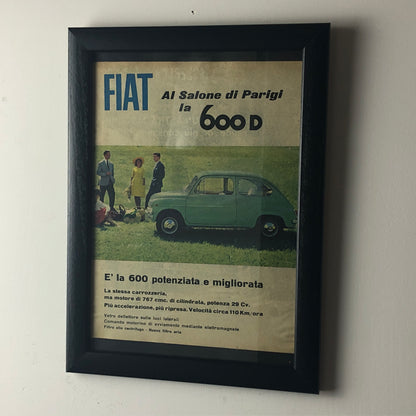 FIAT
Al Salone di Parigi
la 600 D
E' la 600 potenziata e migliorata
La stessa carrozzeria,
ma motore di 767 cmc. di cilindrata, potenza 29 Cv.
Più accelerazione, più ripresa. Velocità circa 110 Km/ora
Vetro deflettore sulle luci laterali
Comando motorino di avviamento mediante elettromagnete
Filtro olio centrifugo - Nuovo filtro aria